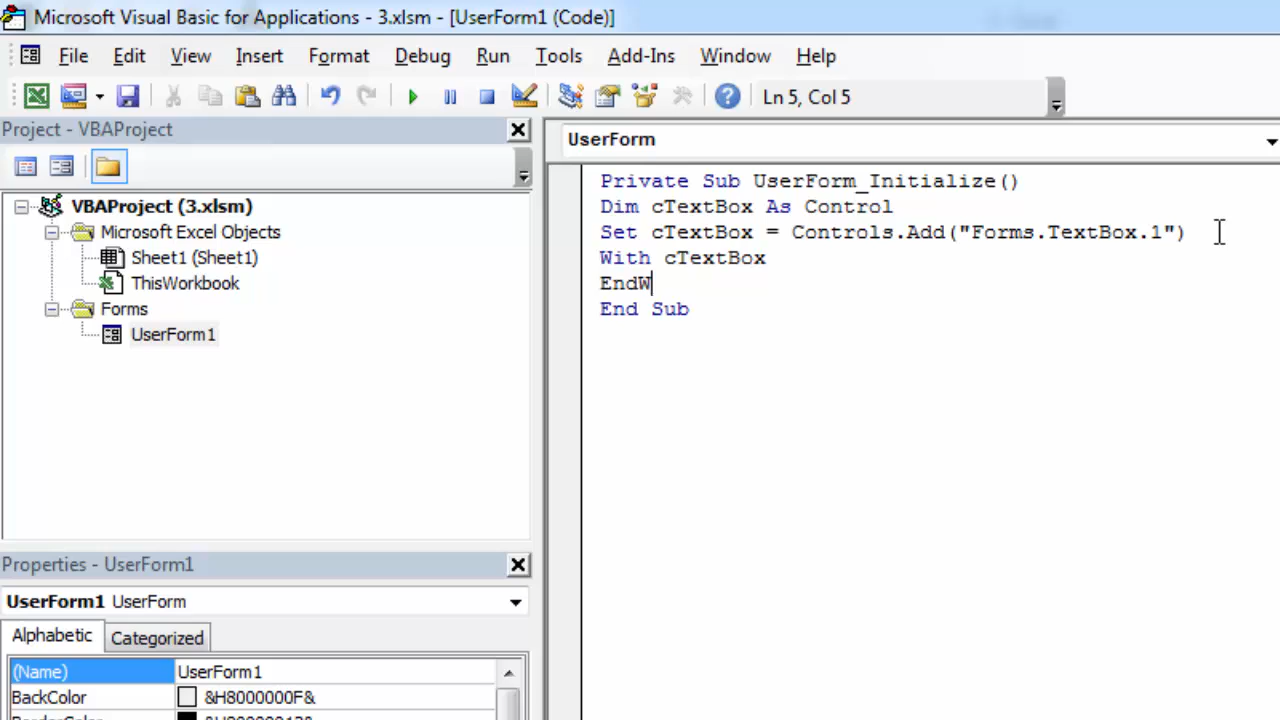 Microsoft Visual Basic for Applications - 3.xlsm - [UserForm1 (Code)]
File Edit View Insert Format Debug Run Tools Add-Ins Window Help
Ln 5, Col 5
Project - VBAProject
VBAProject (3.xlsm)
Microsoft Excel Objects
Sheet1 (Sheet1)
ThisWorkbook
Forms
UserForm1
Properties - UserForm1
UserForm1 UserForm
Alphabetic Categorized
(Name) UserForm1
BackColor &H8000000F&
UserForm
Private Sub UserForm_Initialize()
Dim cTextBox As Control
Set cTextBox = Controls.Add("Forms.TextBox.1")
With cTextBox
EndW
End Sub